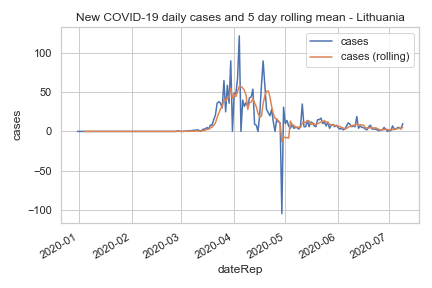 New COVID-19 daily cases and 5 day rolling mean - Lithuania
cases
cases (rolling)
100
50
0
−50
−100
cases
2020-01
2020-02
2020-03
2020-04
2020-05
2020-06
2020-07
dateRep